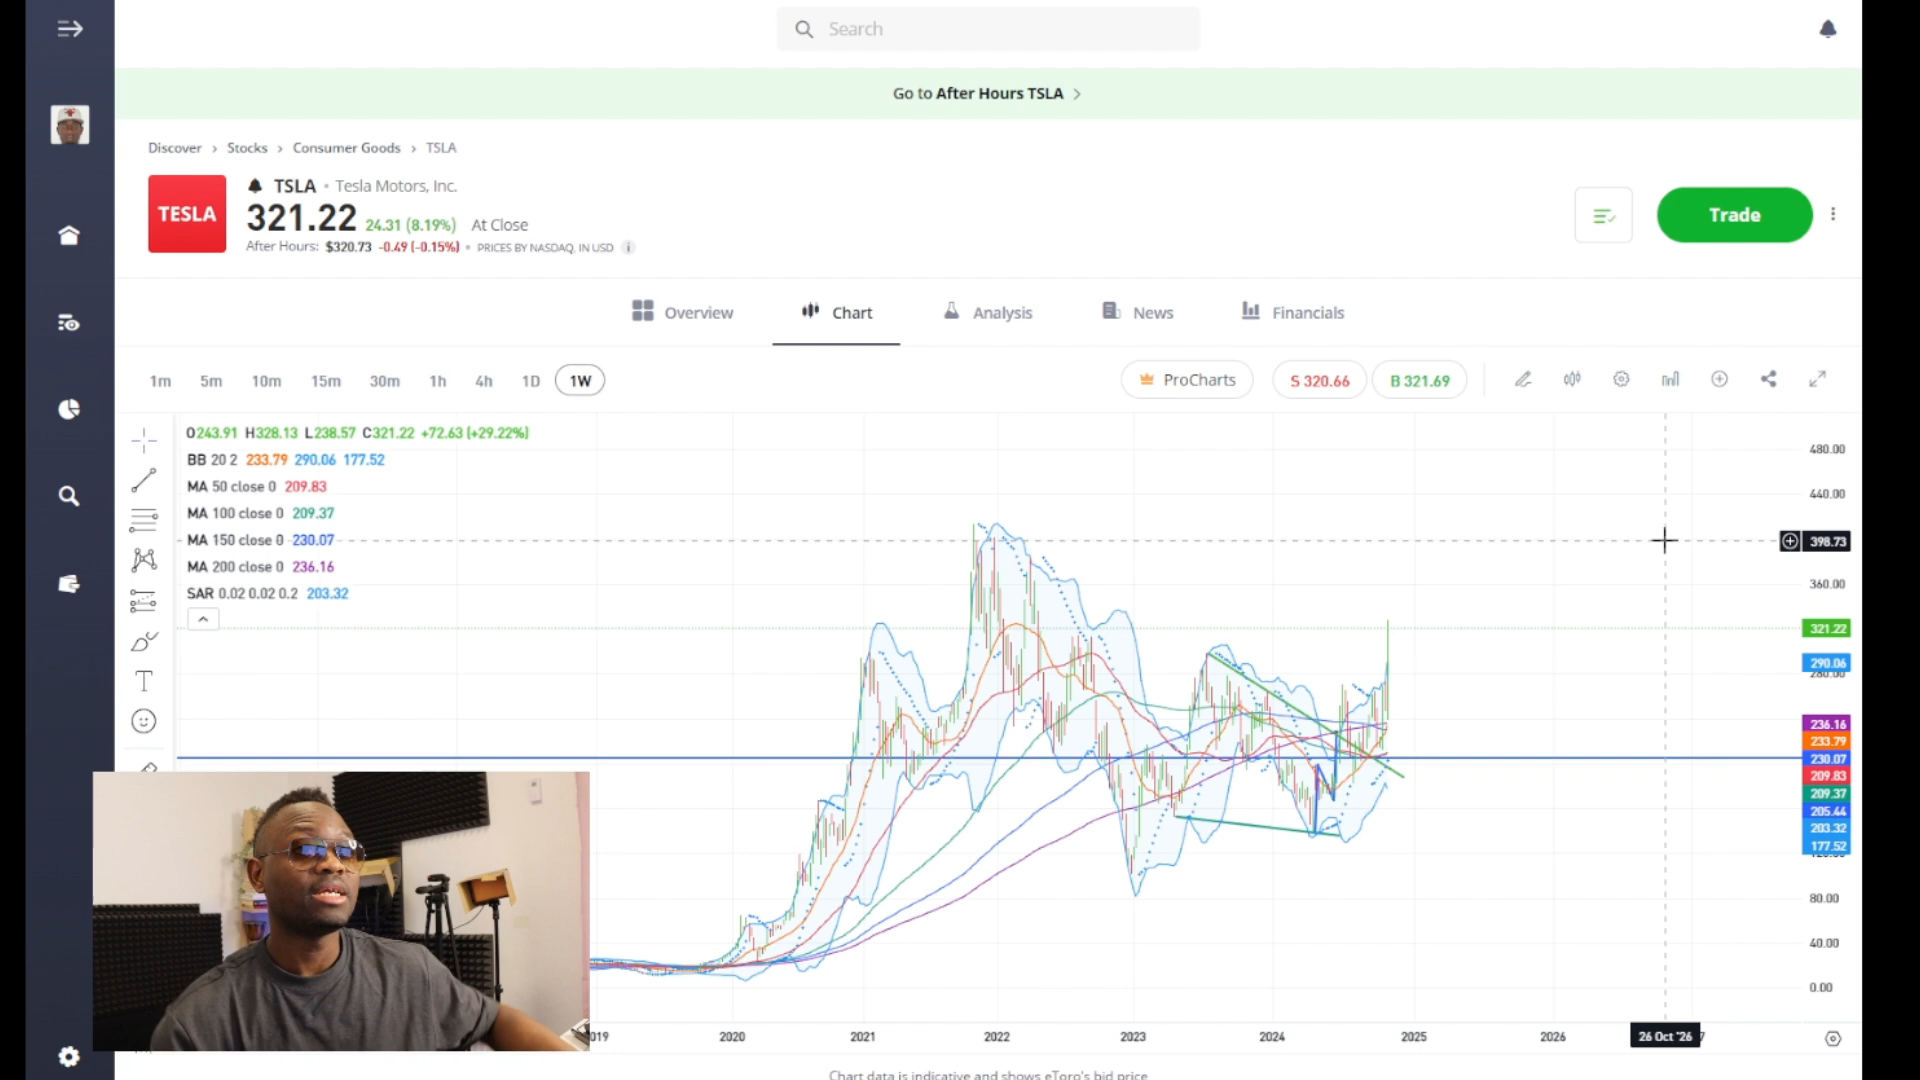 Search
Go to After Hours TSLA >
Discover > Stocks > Consumer Goods > TSLA
TESLA
TSLA • Tesla Motors, Inc.
321.22 24.31 (8.19%) At Close
After Hours: $320.73 -0.49 (-0.15%) • PRICES BY NASDAQ, IN USD
Trade
Overview
Chart
Analysis
News
Financials
1m 5m 10m 15m 30m 1h 4h 1D 1W
ProCharts
S 320.66
B 321.69
O243.91 H328.13 L238.57 C321.22 +72.63 (+29.22%)
BB 20 2 233.79 290.06 177.52
MA 50 close 0 209.83
MA 100 close 0 209.37
MA 150 close 0 230.07
MA 200 close 0 236.16
SAR 0.02 0.02 0.2 203.32
480.00
440.00
398.73
360.00
321.22
290.06
280.00
236.16
233.79
230.07
209.83
209.37
205.44
203.32
177.52
80.00
40.00
0.00
019 2020 2021 2022 2023 2024 2025 2026 26 Oct '26
Chart data is indicative and shows eToro's bid price